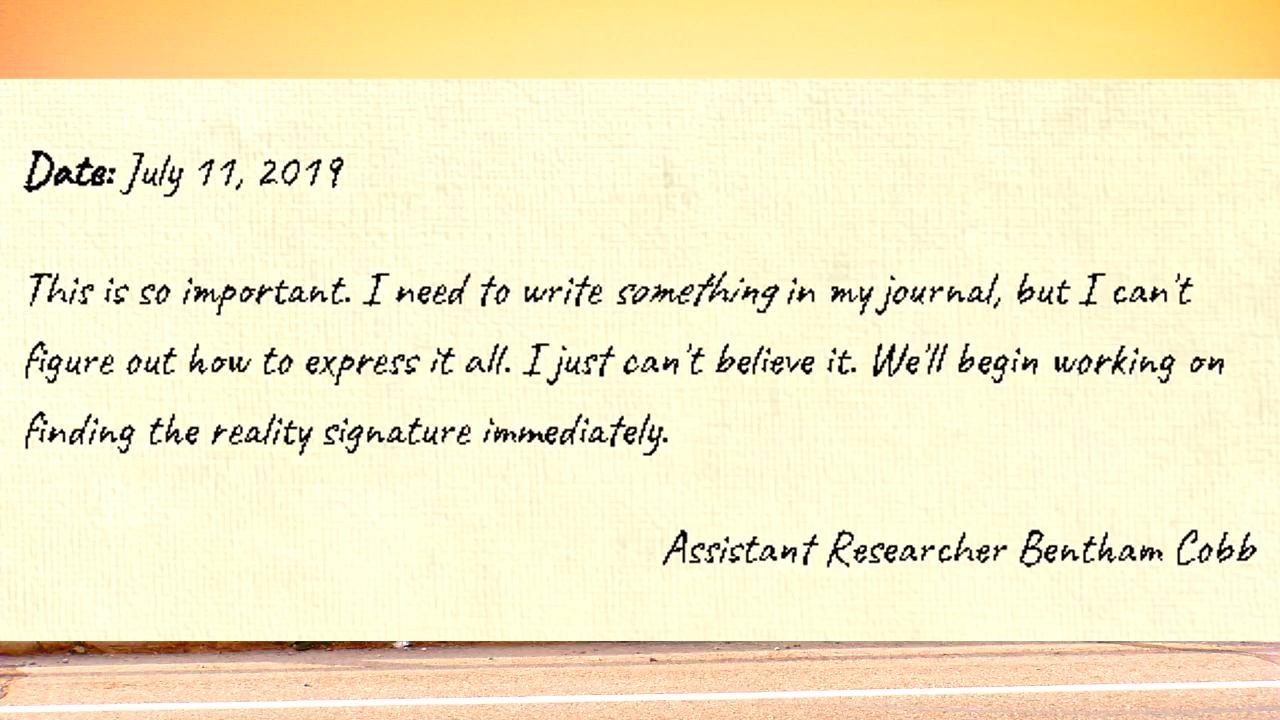 Date: July 11, 2019
This is so important. I need to write something in my journal, but I can't
figure out how to express it all. I just can't believe it. We'll begin working on
finding the reality signature immediately.
Assistant Researcher Bentham Cobb